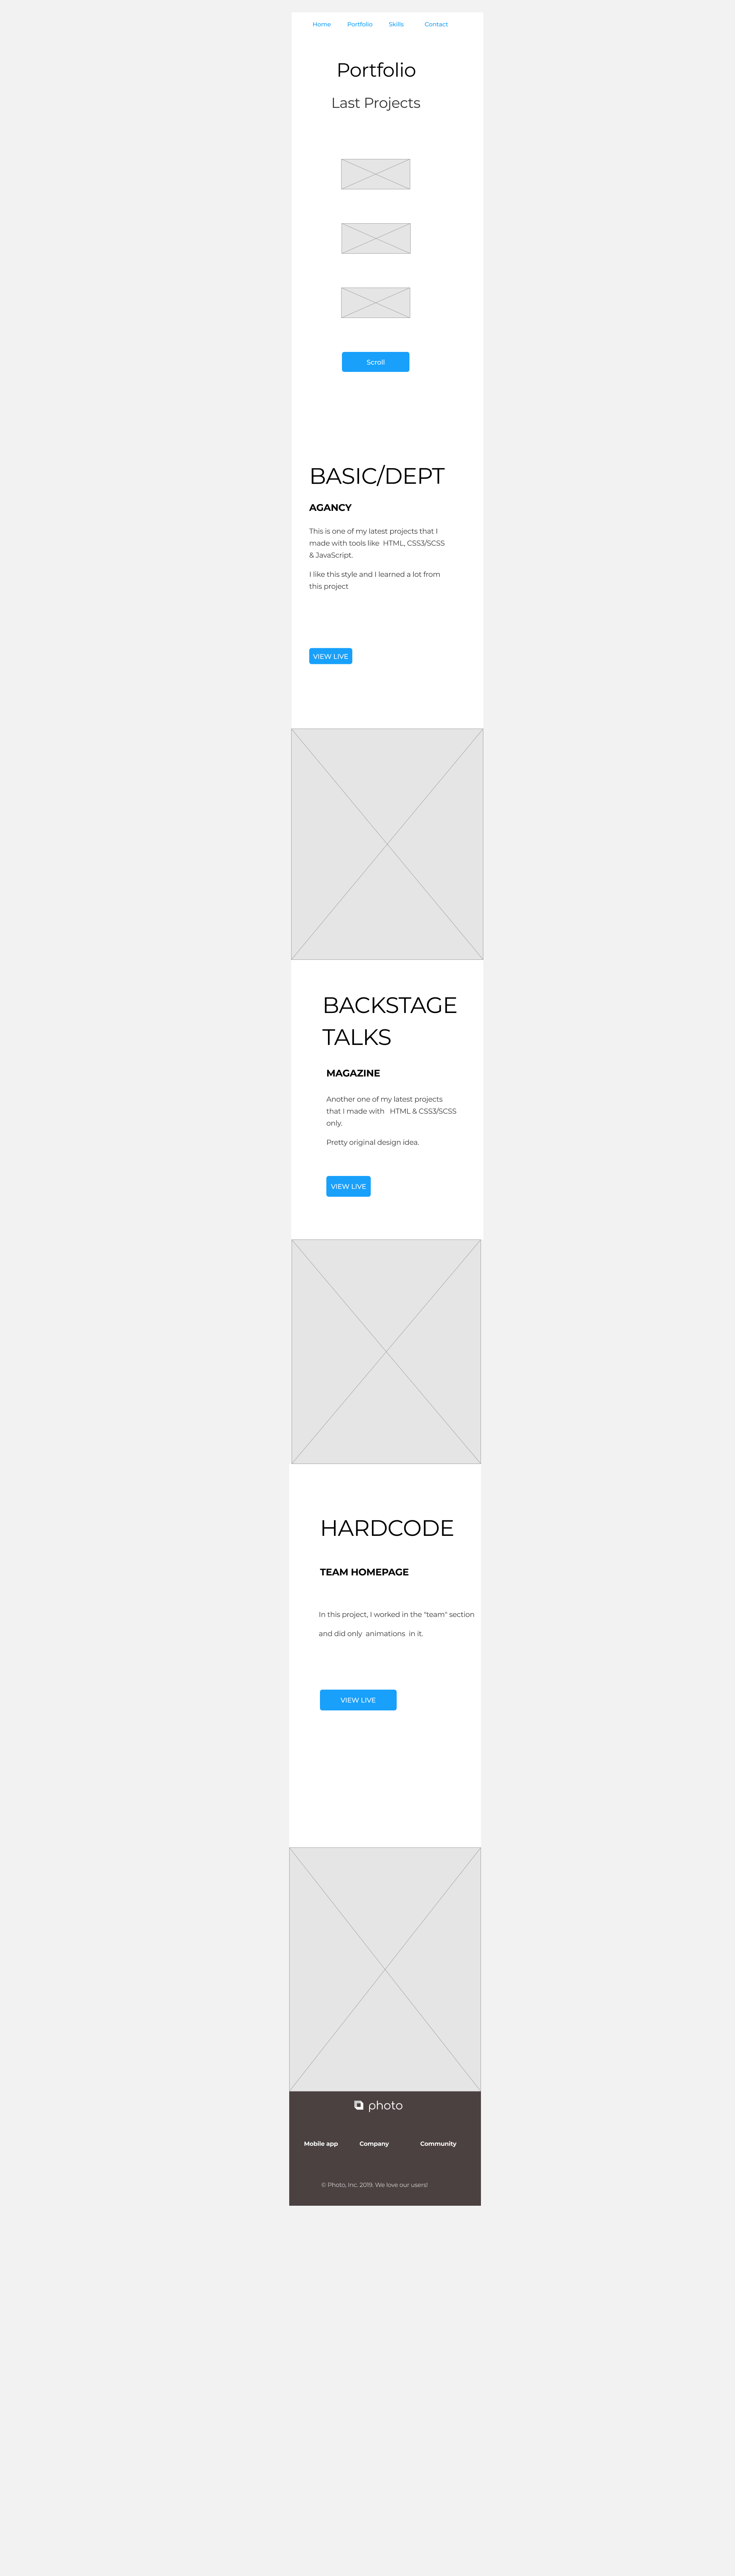 Home Portfolio Skills Contact
Portfolio
Last Projects
Scroll
BASIC/DEPT
AGANCY
This is one of my latest projects that I
made with tools like HTML, CSS3/SCSS
& JavaScript.
I like this style and I learned a lot from
this project
VIEW LIVE
BACKSTAGE
TALKS
MAGAZINE
Another one of my latest projects
that I made with HTML & CSS3/SCSS
only.
Pretty original design idea.
VIEW LIVE
HARDCODE
TEAM HOMEPAGE
In this project, I worked in the "team" section
and did only animations in it.
VIEW LIVE
photo
Mobile app Company Community
© Photo, Inc. 2019. We love our users!